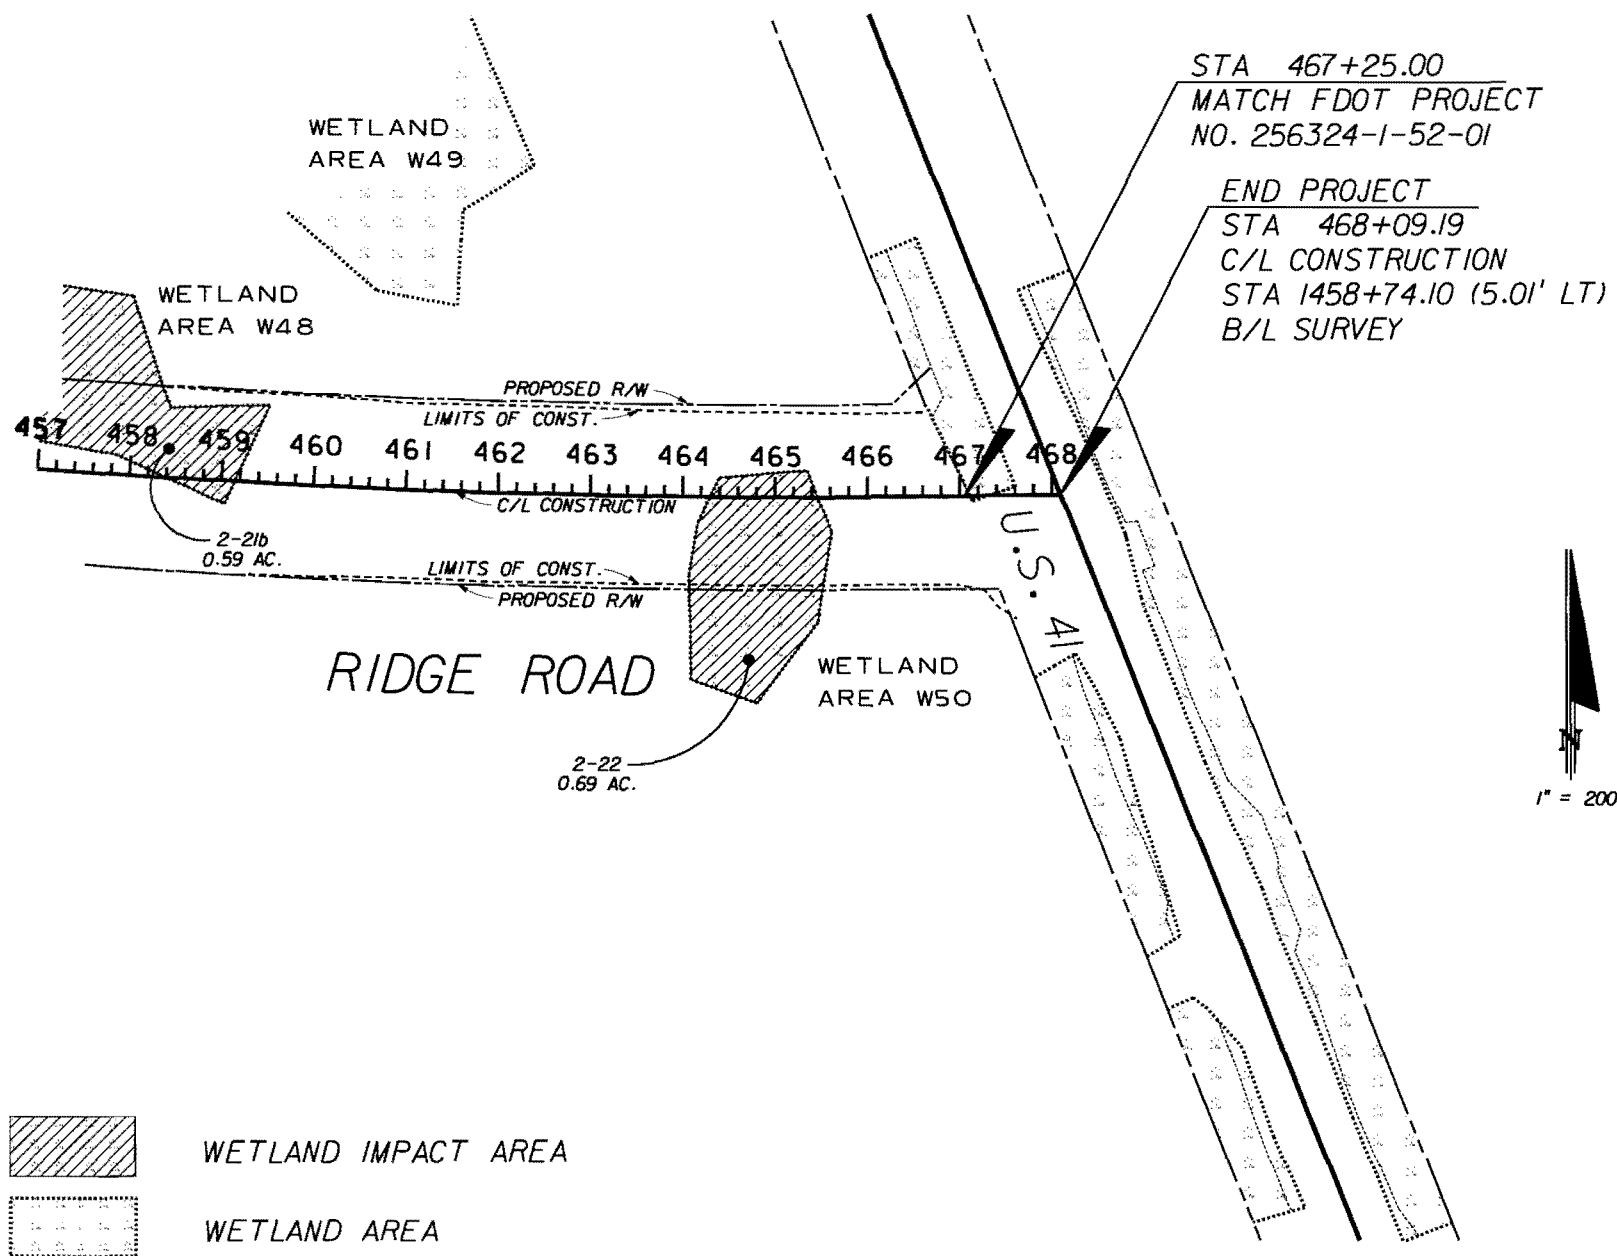 STA 467+25.00
MATCH FDOT PROJECT
NO. 256324-1-52-01
END PROJECT
STA 468+09.19
C/L CONSTRUCTION
STA 1458+74.10 (5.01' LT)
B/L SURVEY
WETLAND
AREA W49
WETLAND
AREA W48
PROPOSED R/W
LIMITS OF CONST.
457 458 459 460 461 462 463 464 465 466 467 468
C/L CONSTRUCTION
2-21b
0.59 AC.
LIMITS OF CONST.
PROPOSED R/W
U.S. 41
RIDGE ROAD
WETLAND
AREA W50
2-22
0.69 AC.
N
1" = 200
WETLAND IMPACT AREA
WETLAND AREA